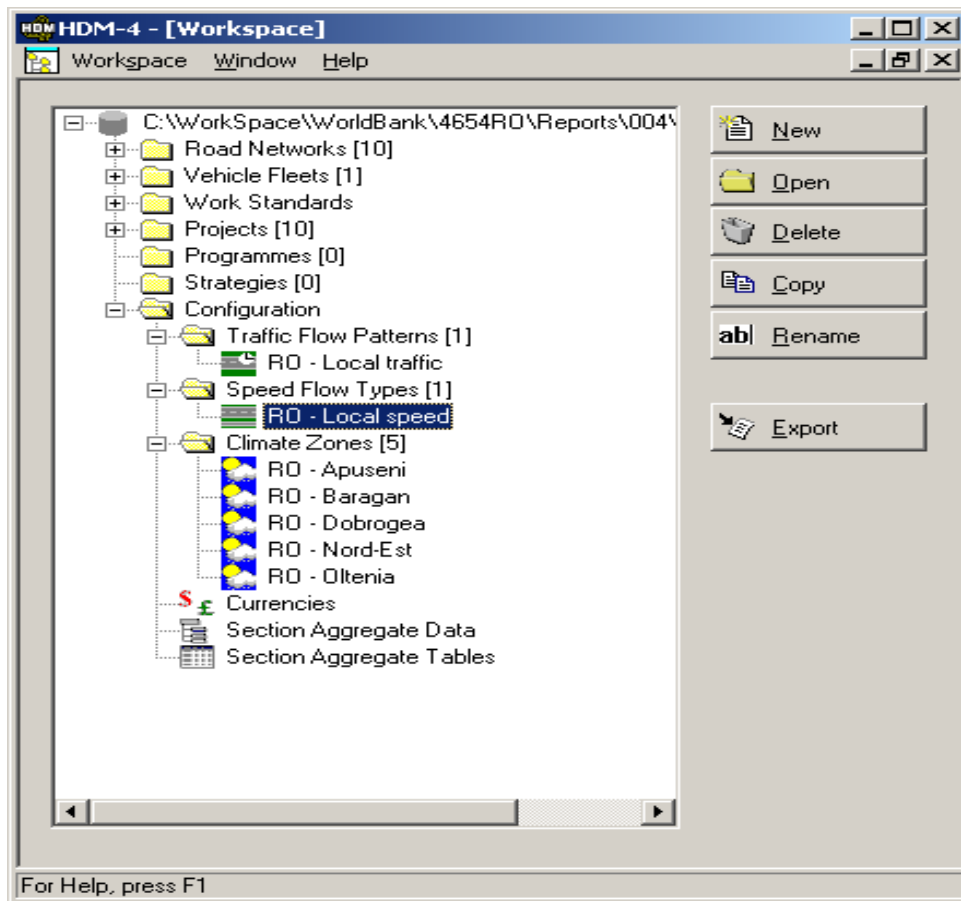 HDM-4 - [Workspace]
Workspace Window Help
C:\WorkSpace\WorldBank\4654RO\Reports\004\
Road Networks [10]
Vehicle Fleets [1]
Work Standards
Projects [10]
Programmes [0]
Strategies [0]
Configuration
Traffic Flow Patterns [1]
RO - Local traffic
Speed Flow Types [1]
RO - Local speed
Climate Zones [5]
RO - Apuseni
RO - Baragan
RO - Dobrogea
RO - Nord-Est
RO - Oltenia
Currencies
Section Aggregate Data
Section Aggregate Tables
New
Open
Delete
Copy
ab Rename
Export
For Help, press F1